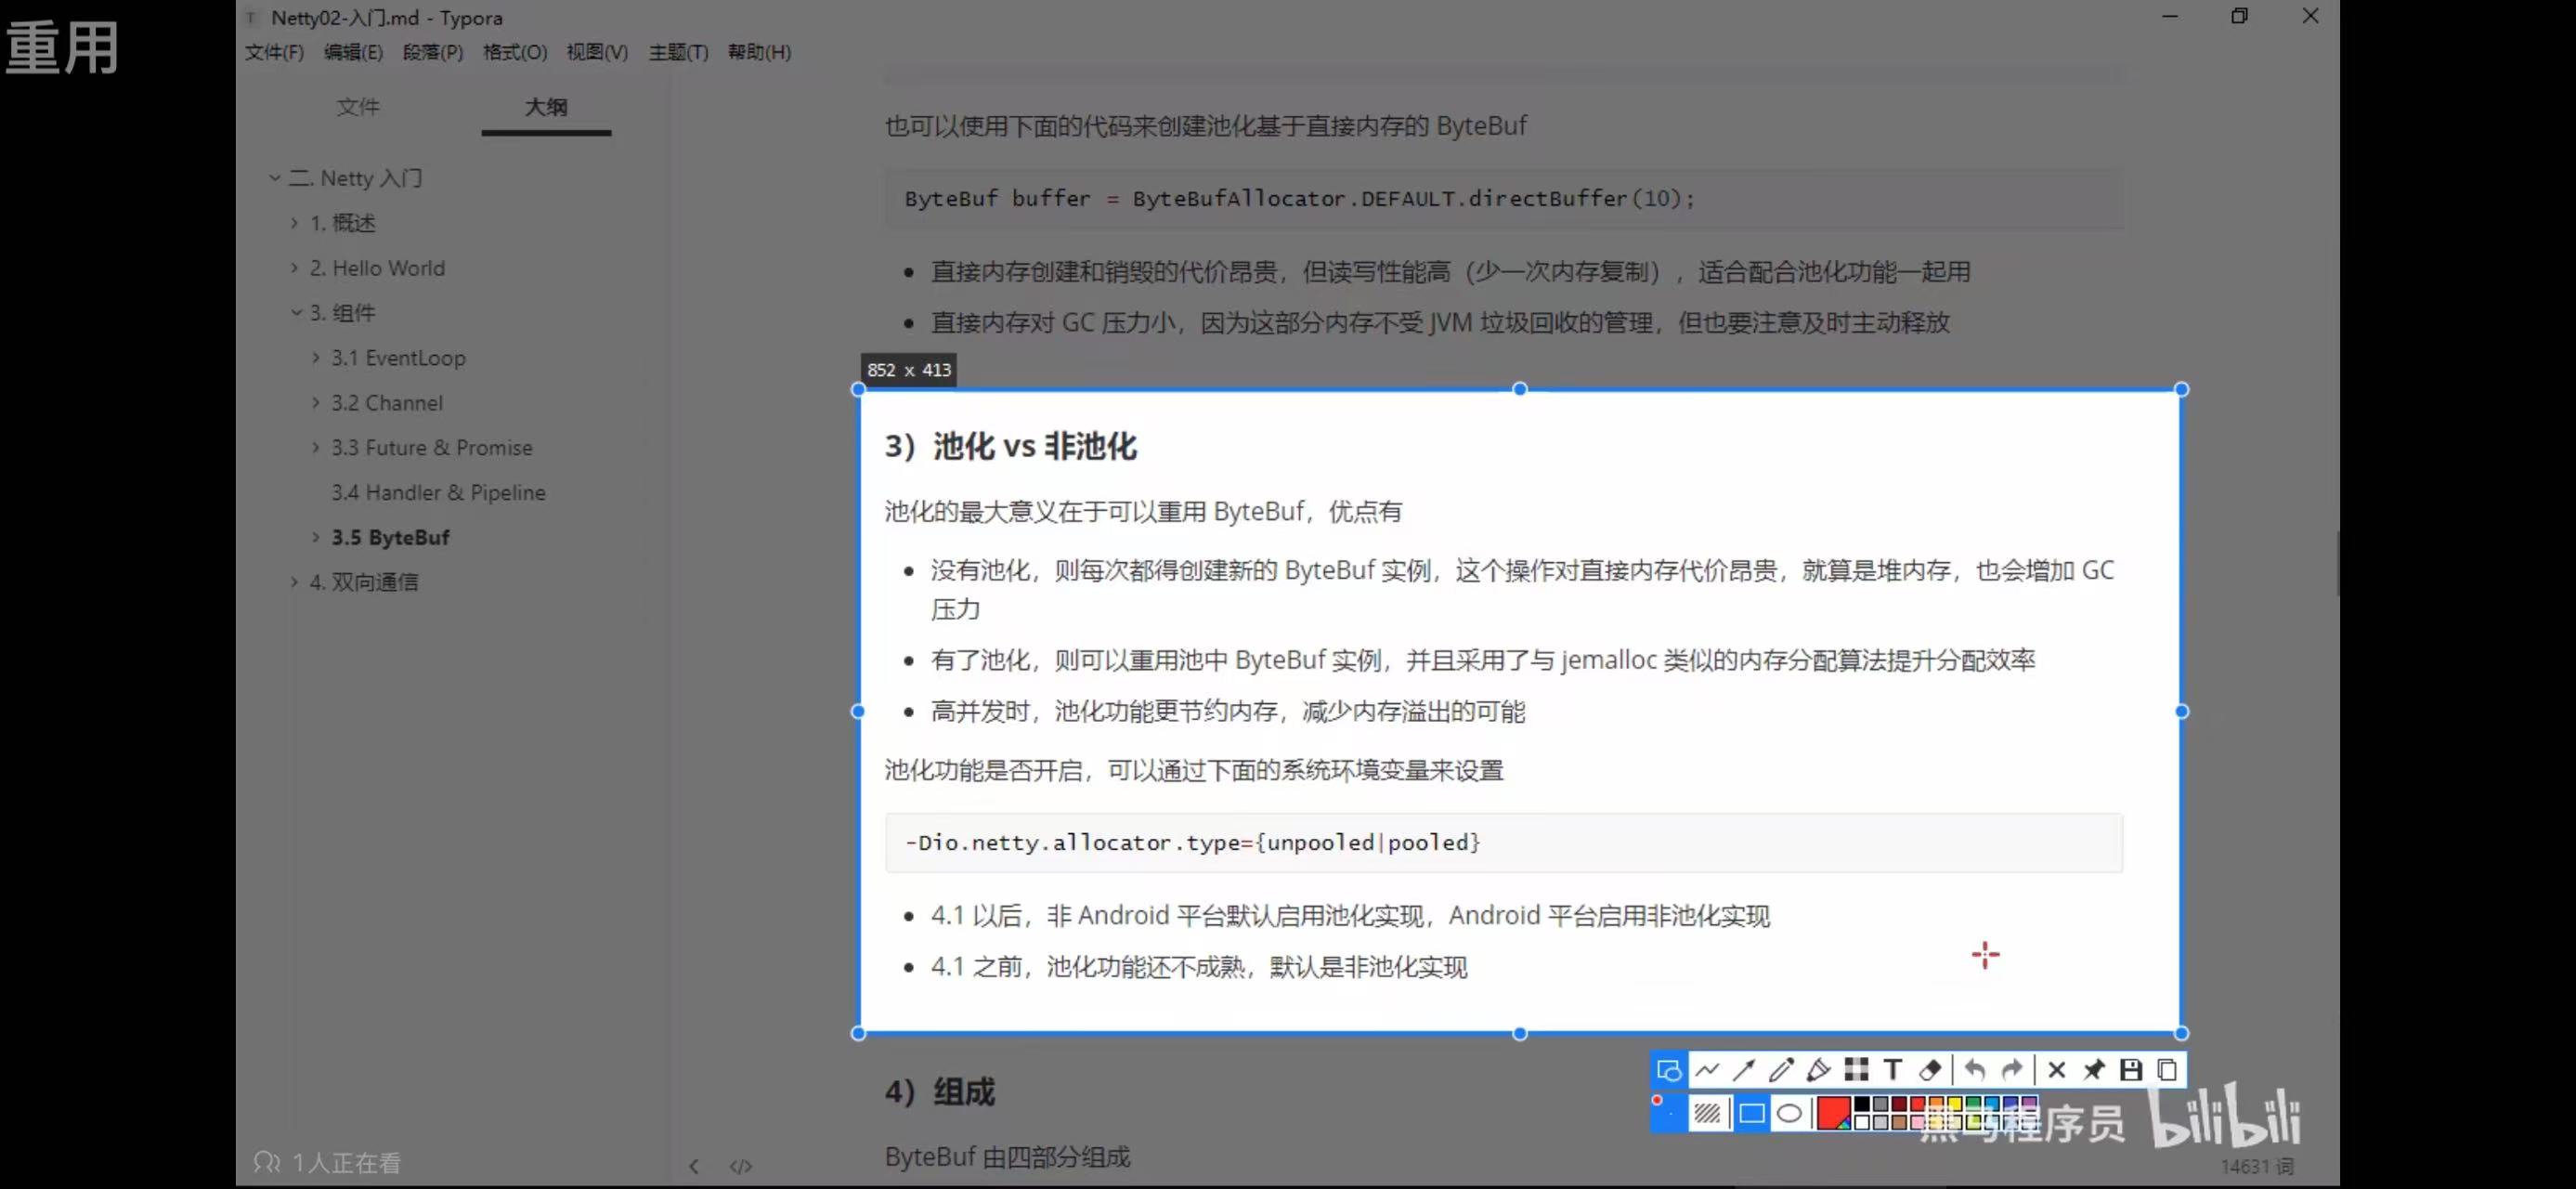 重用
Netty02-入门.md - Typora
文件(F) 编辑(E) 段落(P) 格式(O) 视图(V) 主题(T) 帮助(H)
文件 大纲
二. Netty 入门
1. 概述
2. Hello World
3. 组件
3.1 EventLoop
3.2 Channel
3.3 Future & Promise
3.4 Handler & Pipeline
3.5 ByteBuf
4. 双向通信
也可以使用下面的代码来创建池化基于直接内存的 ByteBuf
ByteBuf buffer = ByteBufAllocator.DEFAULT.directBuffer(10);
直接内存创建和销毁的代价昂贵，但读写性能高（少一次内存复制），适合配合池化功能一起用
直接内存对 GC 压力小，因为这部分内存不受 JVM 垃圾回收的管理，但也要注意及时主动释放
852 x 413
3）池化 vs 非池化
池化的最大意义在于可以重用 ByteBuf，优点有
没有池化，则每次都得创建新的 ByteBuf 实例，这个操作对直接内存代价昂贵，就算是堆内存，也会增加 GC
压力
有了池化，则可以重用池中 ByteBuf 实例，并且采用了与 jemalloc 类似的内存分配算法提升分配效率
高并发时，池化功能更节约内存，减少内存溢出的可能
池化功能是否开启，可以通过下面的系统环境变量来设置
-Dio.netty.allocator.type={unpooled|pooled}
4.1 以后，非 Android 平台默认启用池化实现，Android 平台启用非池化实现
4.1 之前，池化功能还不成熟，默认是非池化实现
4）组成
ByteBuf 由四部分组成
T
黑马程序员 bilibili
1人正在看
14631 词